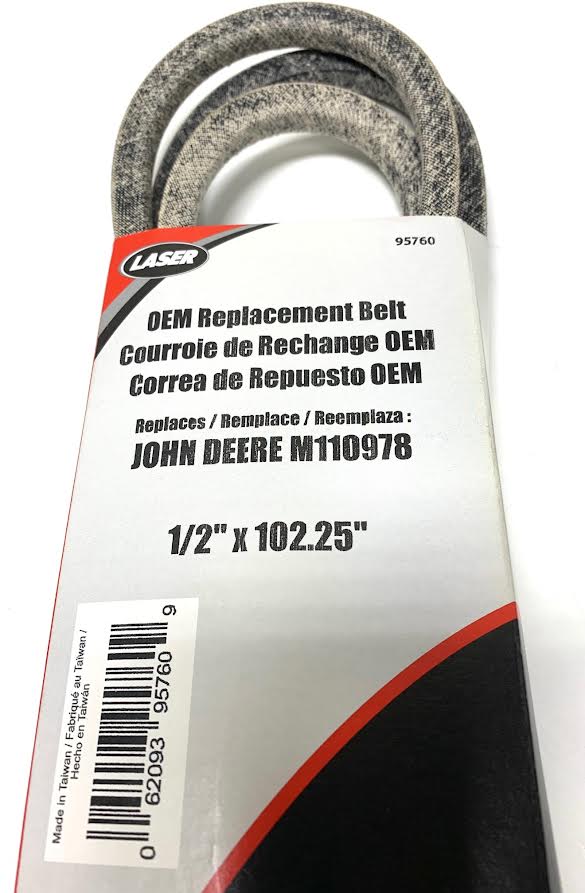 LASER
95760
OEM Replacement Belt
Courroie de Rechange OEM
Correa de Repuesto OEM
Replaces / Remplace / Reemplaza :
JOHN DEERE M110978
1/2" x 102.25"
Made in Taiwan / Fabriqué au Taïwan /
Hecho en Taiwán
0 62093 95760 9